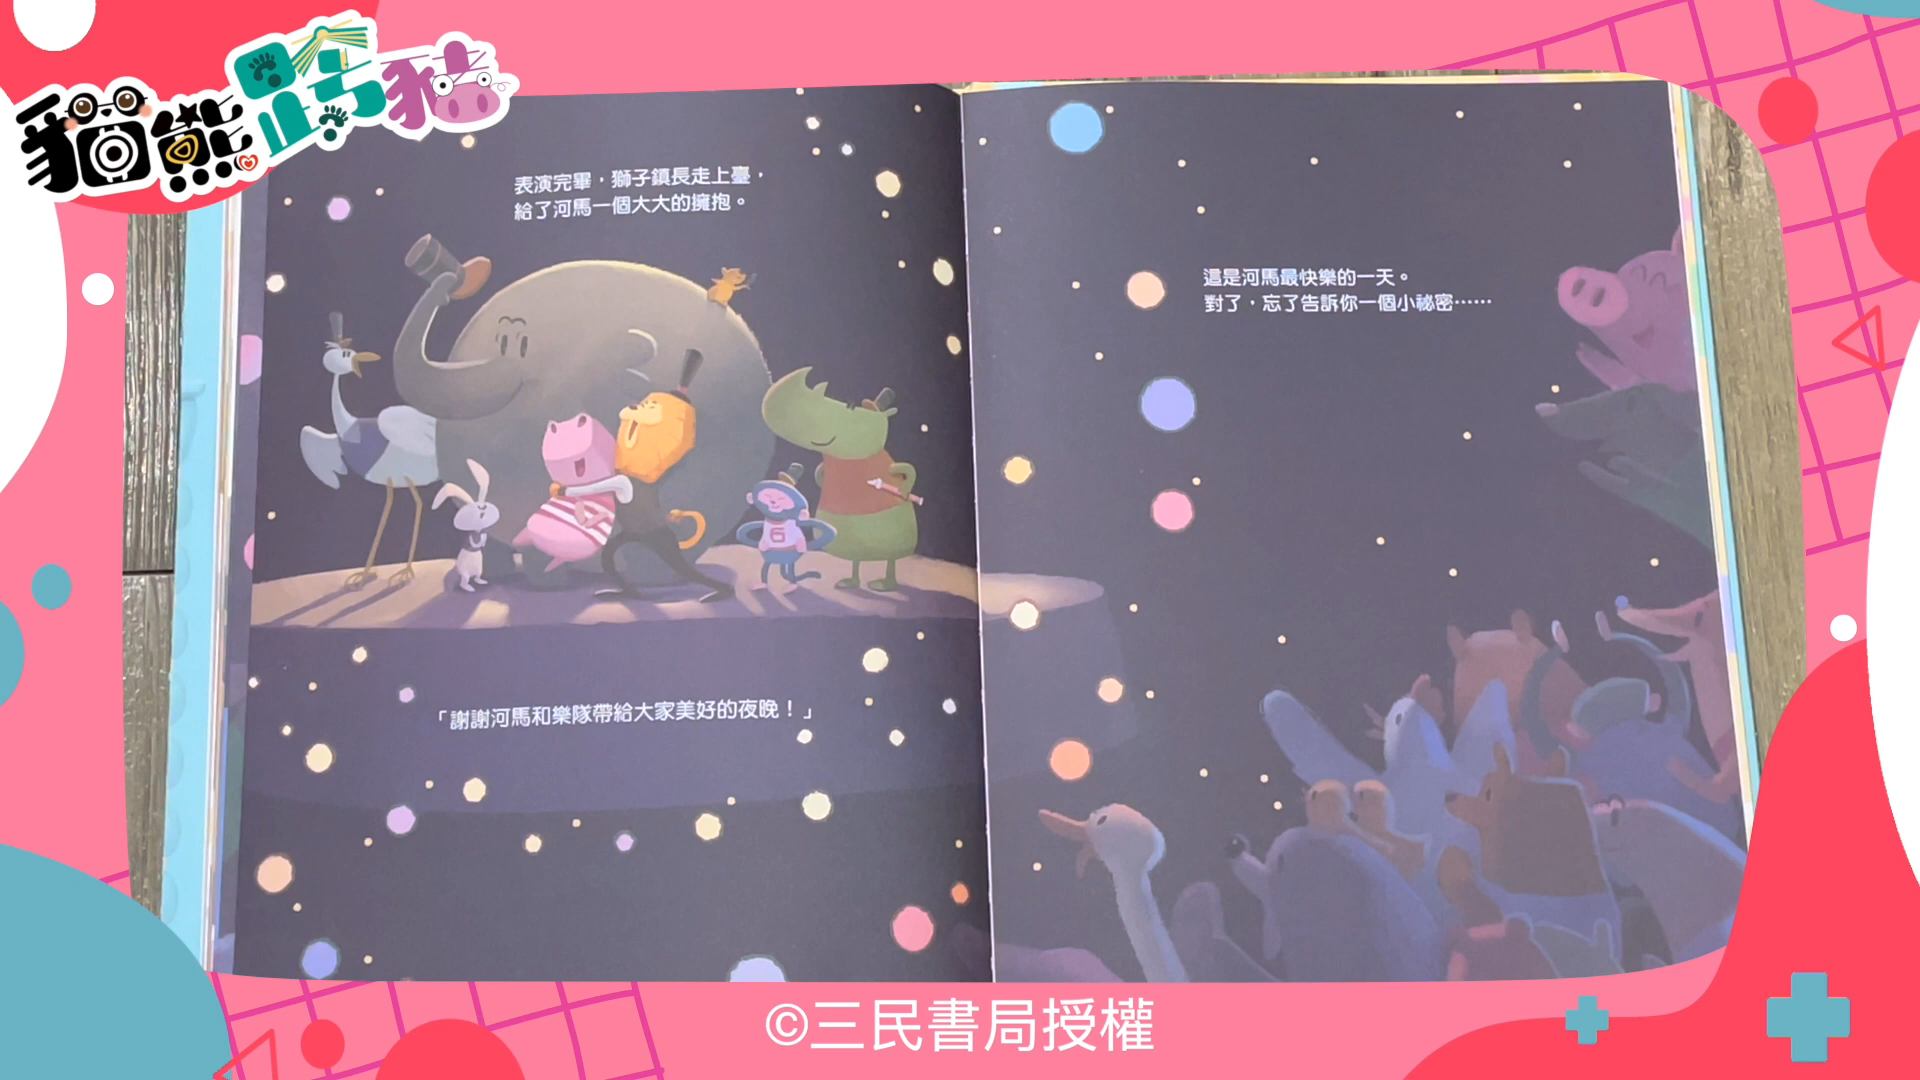 貓熊跨豬
表演完畢，獅子鎮長走上臺，
給了河馬一個大大的擁抱。
6
「謝謝河馬和樂隊帶給大家美好的夜晚！」
這是河馬最快樂的一天。
對了，忘了告訴你一個小祕密……
©三民書局授權